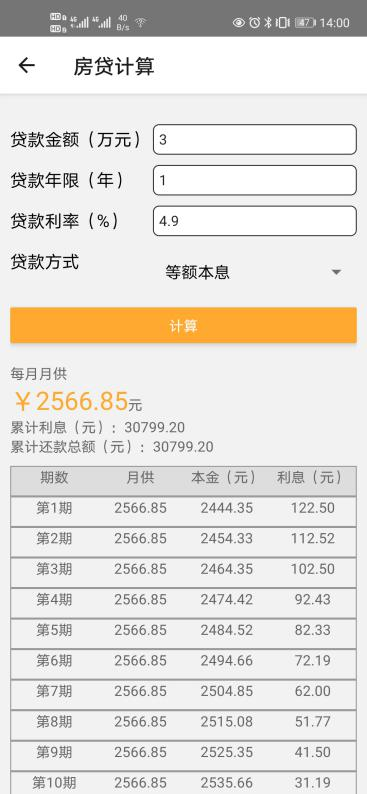 HD 4G 4G 40 B/s 47 14:00
房贷计算
贷款金额（万元） 3
贷款年限（年） 1
贷款利率（%） 4.9
贷款方式 等额本息
计算
每月月供
￥2566.85元
累计利息（元）：30799.20
累计还款总额（元）：30799.20
期数 月供 本金（元） 利息（元）
第1期 2566.85 2444.35 122.50
第2期 2566.85 2454.33 112.52
第3期 2566.85 2464.35 102.50
第4期 2566.85 2474.42 92.43
第5期 2566.85 2484.52 82.33
第6期 2566.85 2494.66 72.19
第7期 2566.85 2504.85 62.00
第8期 2566.85 2515.08 51.77
第9期 2566.85 2525.35 41.50
第10期 2566.85 2535.66 31.19